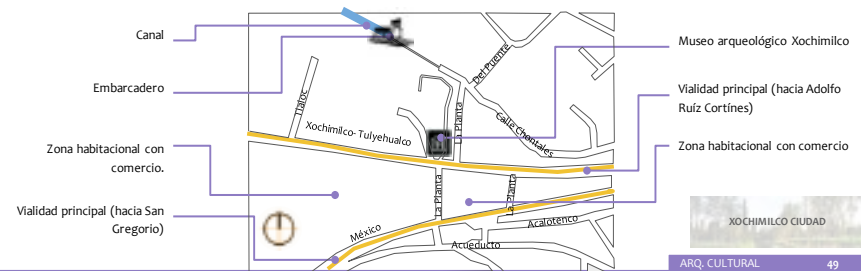 Canal
Embarcadero
Zona habitacional con
comercio.
Vialidad principal (hacia San
Gregorio)
Tlaloc
Xochimilco- Tulyehualco
Del Puente
La Planta
Calle Chontales
La Planta
La Planta
México
Acalotenco
Acueducto
Museo arqueológico Xochimilco
Vialidad principal (hacia Adolfo
Ruíz Cortínes)
Zona habitacional con comercio
XOCHIMILCO CIUDAD
ARQ. CULTURAL 49